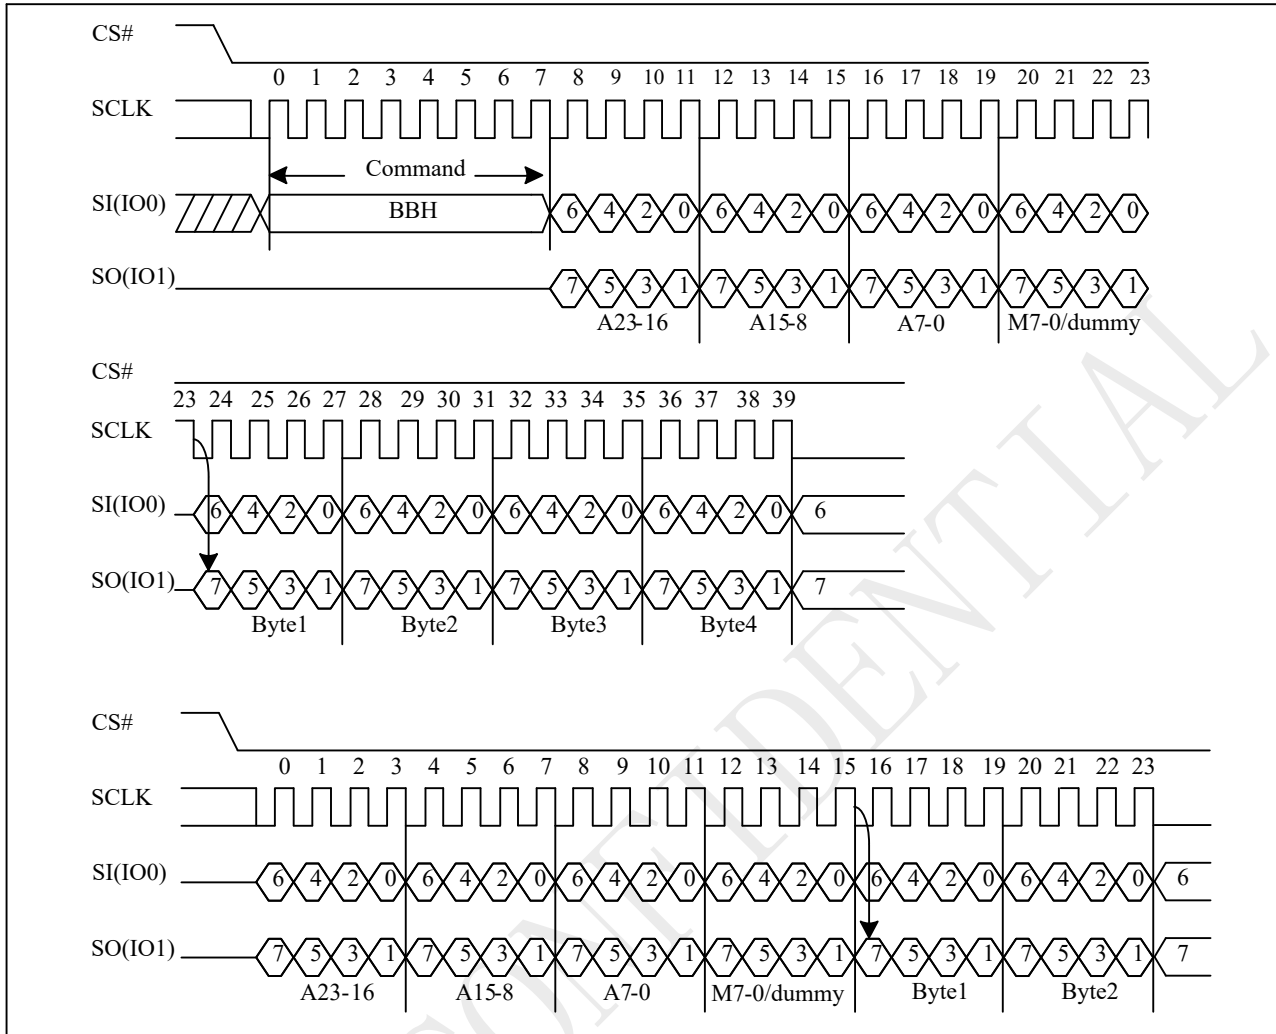 CS#
0 1 2 3 4 5 6 7 8 9 10 11 12 13 14 15 16 17 18 19 20 21 22 23
SCLK
Command
SI(IO0) BBH 6 4 2 0 6 4 2 0 6 4 2 0 6 4 2 0
SO(IO1) 7 5 3 1 7 5 3 1 7 5 3 1 7 5 3 1
A23-16 A15-8 A7-0 M7-0/dummy
CS#
23 24 25 26 27 28 29 30 31 32 33 34 35 36 37 38 39
SCLK
SI(IO0) 6 4 2 0 6 4 2 0 6 4 2 0 6 4 2 0 6
SO(IO1) 7 5 3 1 7 5 3 1 7 5 3 1 7 5 3 1 7
Byte1 Byte2 Byte3 Byte4
CS#
0 1 2 3 4 5 6 7 8 9 10 11 12 13 14 15 16 17 18 19 20 21 22 23
SCLK
SI(IO0) 6 4 2 0 6 4 2 0 6 4 2 0 6 4 2 0 6 4 2 0 6 4 2 0 6
SO(IO1) 7 5 3 1 7 5 3 1 7 5 3 1 7 5 3 1 7 5 3 1 7 5 3 1 7
A23-16 A15-8 A7-0 M7-0/dummy Byte1 Byte2
CONFIDENTIAL